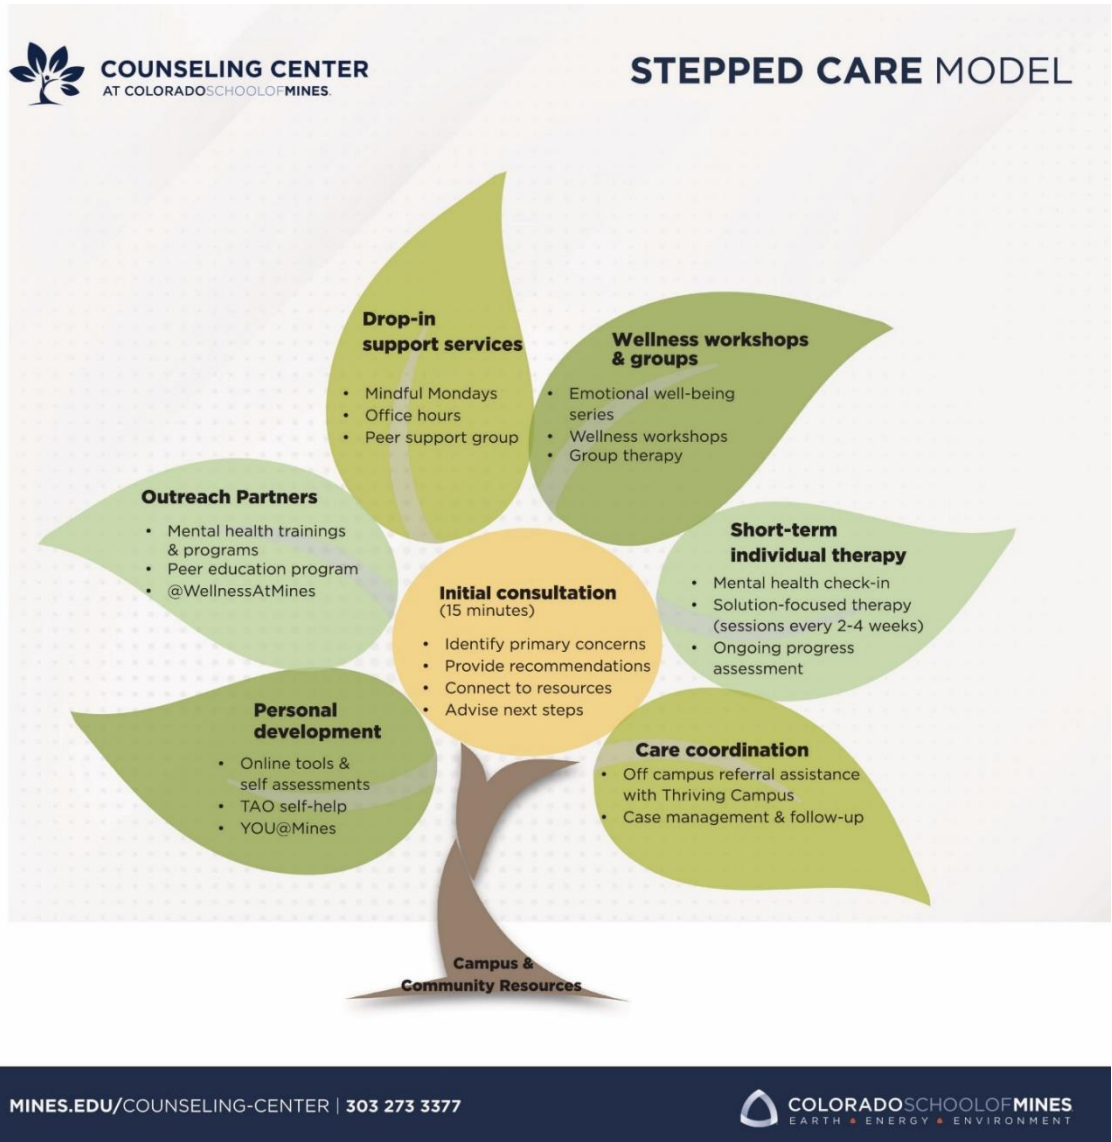 COUNSELING CENTER
AT COLORADOSCHOOLOFMINES.
STEPPED CARE MODEL
Drop-in
support services
• Mindful Mondays
• Office hours
• Peer support group
Wellness workshops
& groups
• Emotional well-being
series
• Wellness workshops
• Group therapy
Outreach Partners
• Mental health trainings
& programs
• Peer education program
• @WellnessAtMines
Initial consultation
(15 minutes)
• Identify primary concerns
• Provide recommendations
• Connect to resources
• Advise next steps
Short-term
individual therapy
• Mental health check-in
• Solution-focused therapy
(sessions every 2-4 weeks)
• Ongoing progress
assessment
Personal
development
• Online tools &
self assessments
• TAO self-help
• YOU@Mines
Care coordination
• Off campus referral assistance
with Thriving Campus
• Case management & follow-up
Campus &
Community Resources
MINES.EDU/COUNSELING-CENTER | 303 273 3377
COLORADOSCHOOLOFMINES
EARTH • ENERGY • ENVIRONMENT